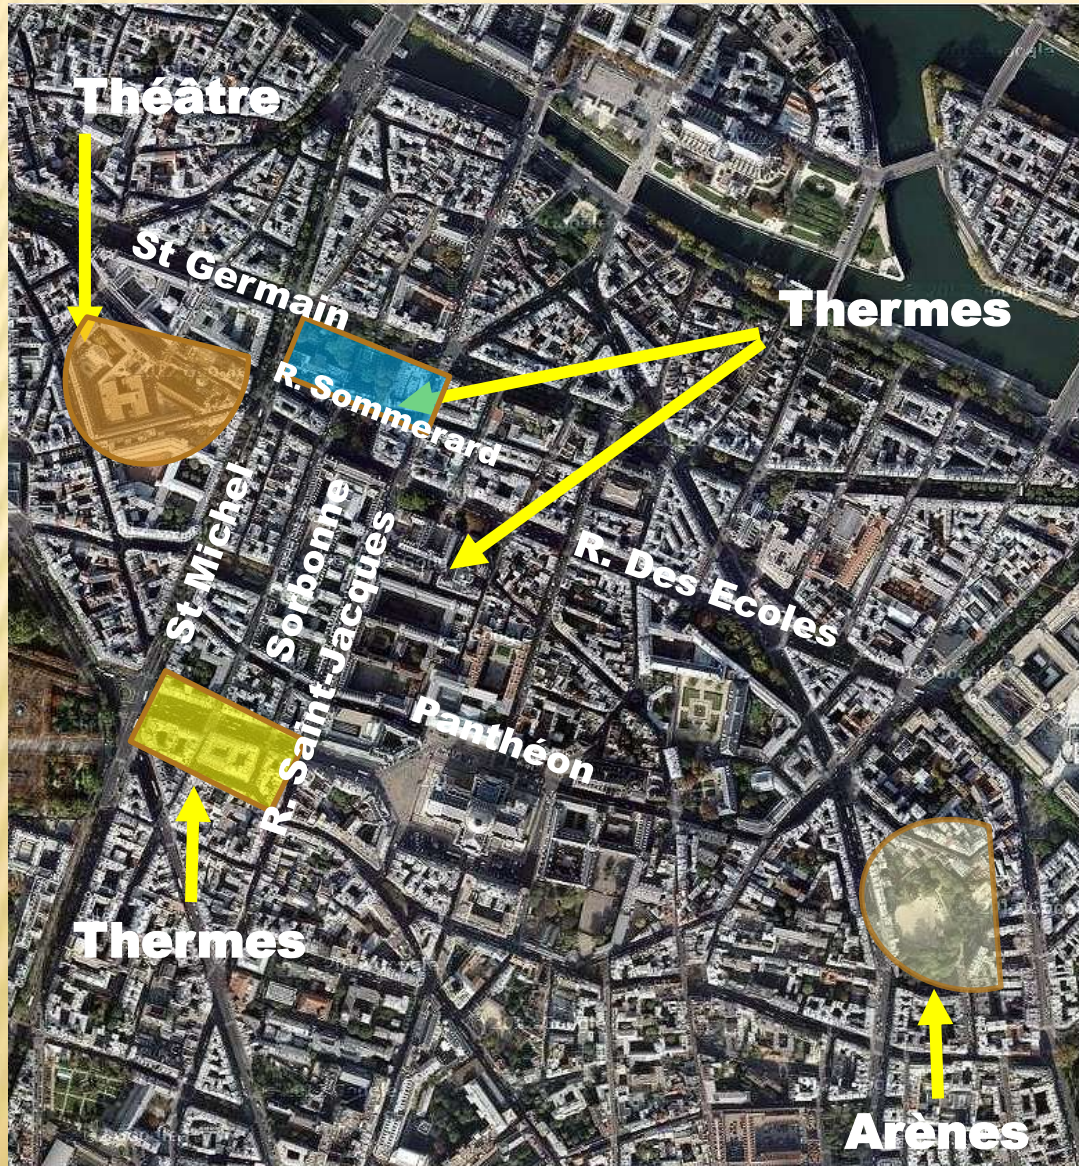 Théâtre
St Germain
Thermes
R. Sommerard
St Michel
Sorbonne
R. Saint-Jacques
R. Des Ecoles
Panthéon
Thermes
Arènes